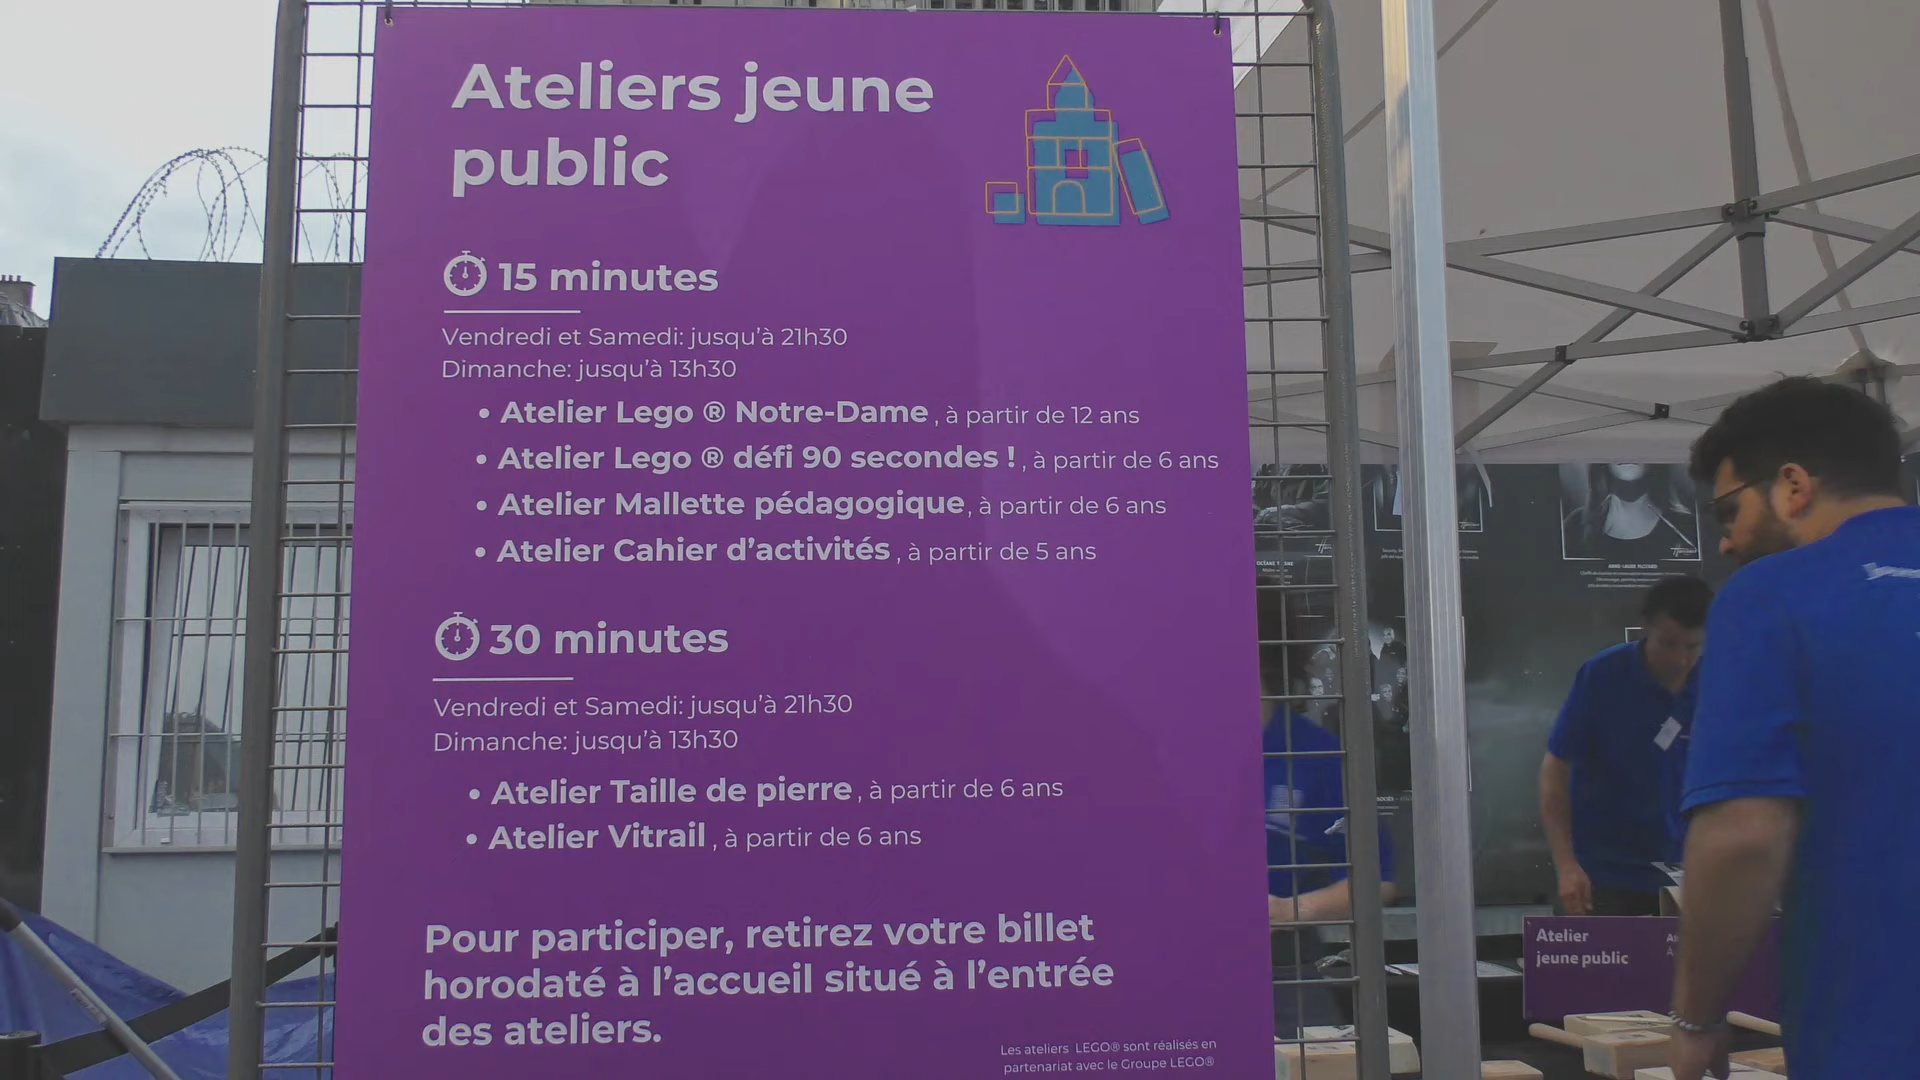 Ateliers jeune
public
15 minutes
Vendredi et Samedi: jusqu'à 21h30
Dimanche: jusqu'à 13h30
• Atelier Lego ® Notre-Dame , à partir de 12 ans
• Atelier Lego ® défi 90 secondes ! , à partir de 6 ans
• Atelier Mallette pédagogique, à partir de 6 ans
• Atelier Cahier d'activités , à partir de 5 ans
30 minutes
Vendredi et Samedi: jusqu'à 21h30
Dimanche: jusqu'à 13h30
• Atelier Taille de pierre , à partir de 6 ans
• Atelier Vitrail , à partir de 6 ans
Pour participer, retirez votre billet
horodaté à l'accueil situé à l'entrée
des ateliers.
Les ateliers LEGO® sont réalisés en
partenariat avec le Groupe LEGO®
Atelier
jeune public